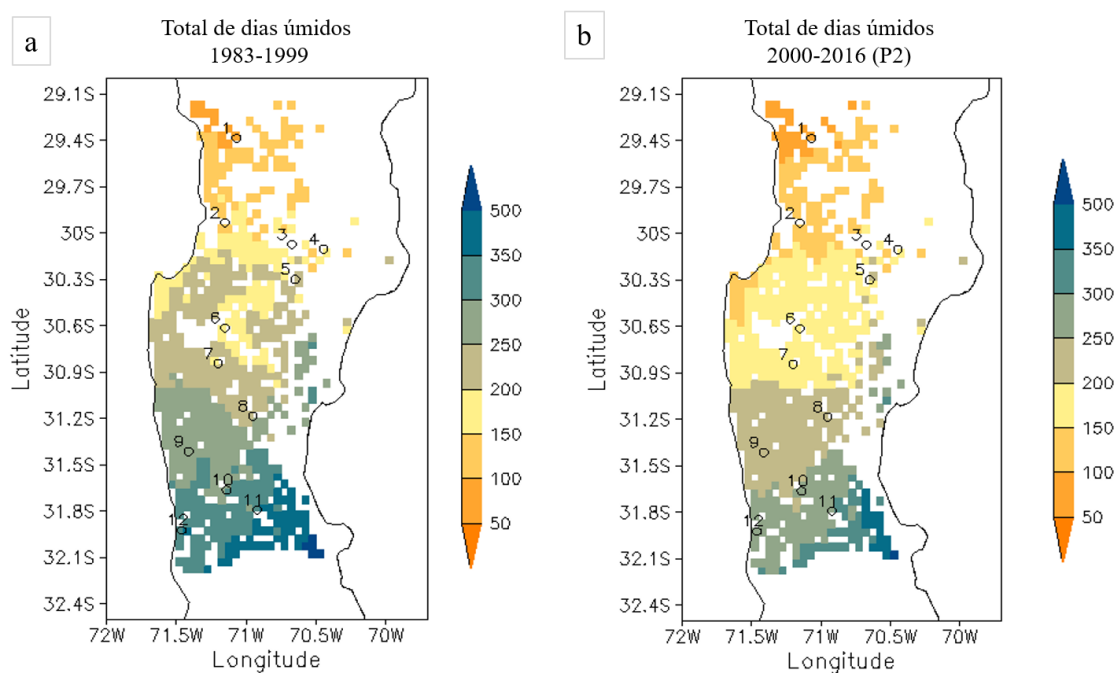 a
Total de dias úmidos
1983-1999
29.1S
29.4S
29.7S
30S
30.3S
30.6S
30.9S
31.2S
31.5S
31.8S
32.1S
32.4S
Latitude
72W 71.5W 71W 70.5W 70W
Longitude
1
2
3
4
5
6
7
8
9
10
11
12
500
350
300
250
200
150
100
50
b
Total de dias úmidos
2000-2016 (P2)
29.1S
29.4S
29.7S
30S
30.3S
30.6S
30.9S
31.2S
31.5S
31.8S
32.1S
32.4S
Latitude
72W 71.5W 71W 70.5W 70W
Longitude
1
2
3
4
5
6
7
8
9
10
11
12
500
350
300
250
200
150
100
50